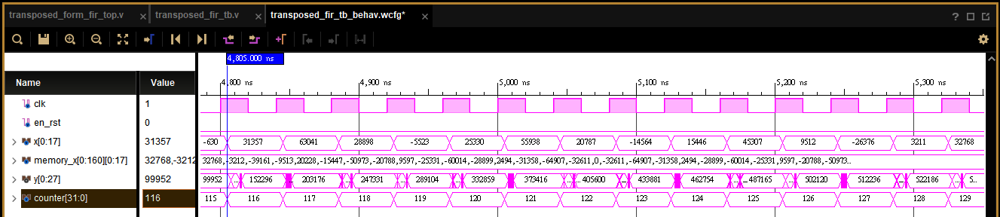 transposed_form_fir_top.v × transposed_fir_tb.v × transposed_fir_tb_behav.wcfg* ×
?
4,805.000 ns
Name Value
4,800 ns 4,900 ns 5,000 ns 5,100 ns 5,200 ns 5,300 ns
clk 1
en_rst 0
x[0:17] 31357 -630 31357 63041 28898 -5523 25330 55938 20787 -14564 15446 45307 9512 -26376 3211 32768
memory_x[0:160][0:17] 32768,-3212 32768,-3212,-39161,-9513,20228,-15447,-50973,-20788,9597,-25331,-60014,-28899,2494,-31358,-64907,-32611,0,-32611,-64907,-31358,2494,-28899,-60014,-25331,9597,-20788,-50973...
y[0:27] 99952 99952 152296 203176 247331 289104 332859 373416 405600 433881 462754 487165 502120 512236 522186 5...
counter[31:0] 116 115 116 117 118 119 120 121 122 123 124 125 126 127 128 129